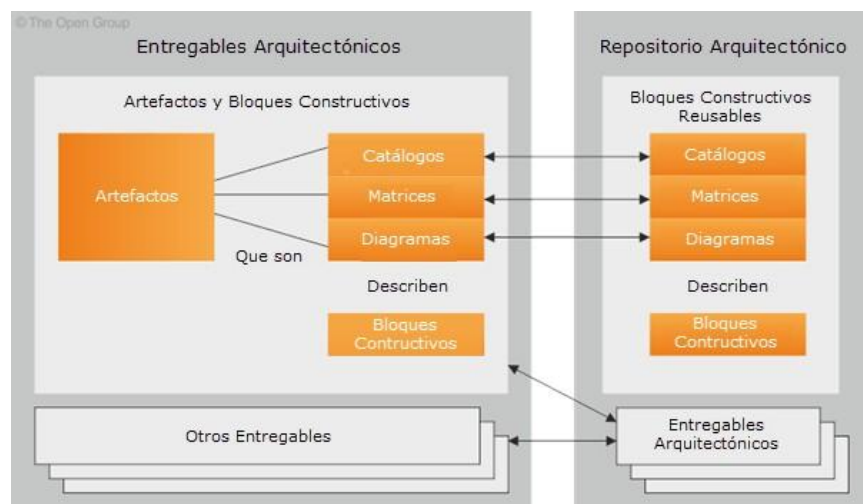 © The Open Group
Entregables Arquitectónicos
Artefactos y Bloques Constructivos
Artefactos
Que son
Catálogos
Matrices
Diagramas
Describen
Bloques
Contructivos
Otros Entregables
Repositorio Arquitectónico
Bloques Constructivos
Reusables
Catálogos
Matrices
Diagramas
Describen
Bloques
Contructivos
Entregables
Arquitectónicos